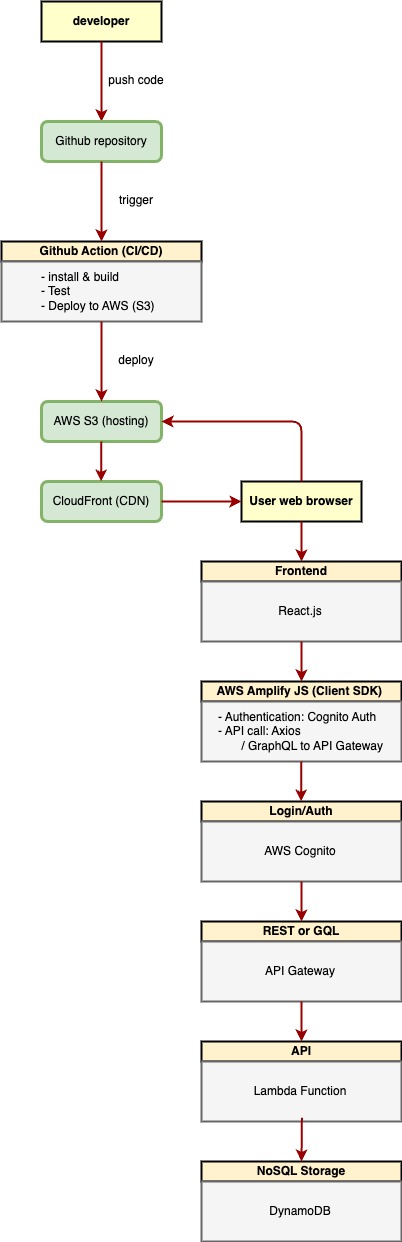 developer
push code
Github repository
trigger
Github Action (CI/CD)
- install & build
- Test
- Deploy to AWS (S3)
deploy
AWS S3 (hosting)
CloudFront (CDN)
User web browser
Frontend
React.js
AWS Amplify JS (Client SDK)
- Authentication: Cognito Auth
- API call: Axios
/ GraphQL to API Gateway
Login/Auth
AWS Cognito
REST or GQL
API Gateway
API
Lambda Function
NoSQL Storage
DynamoDB